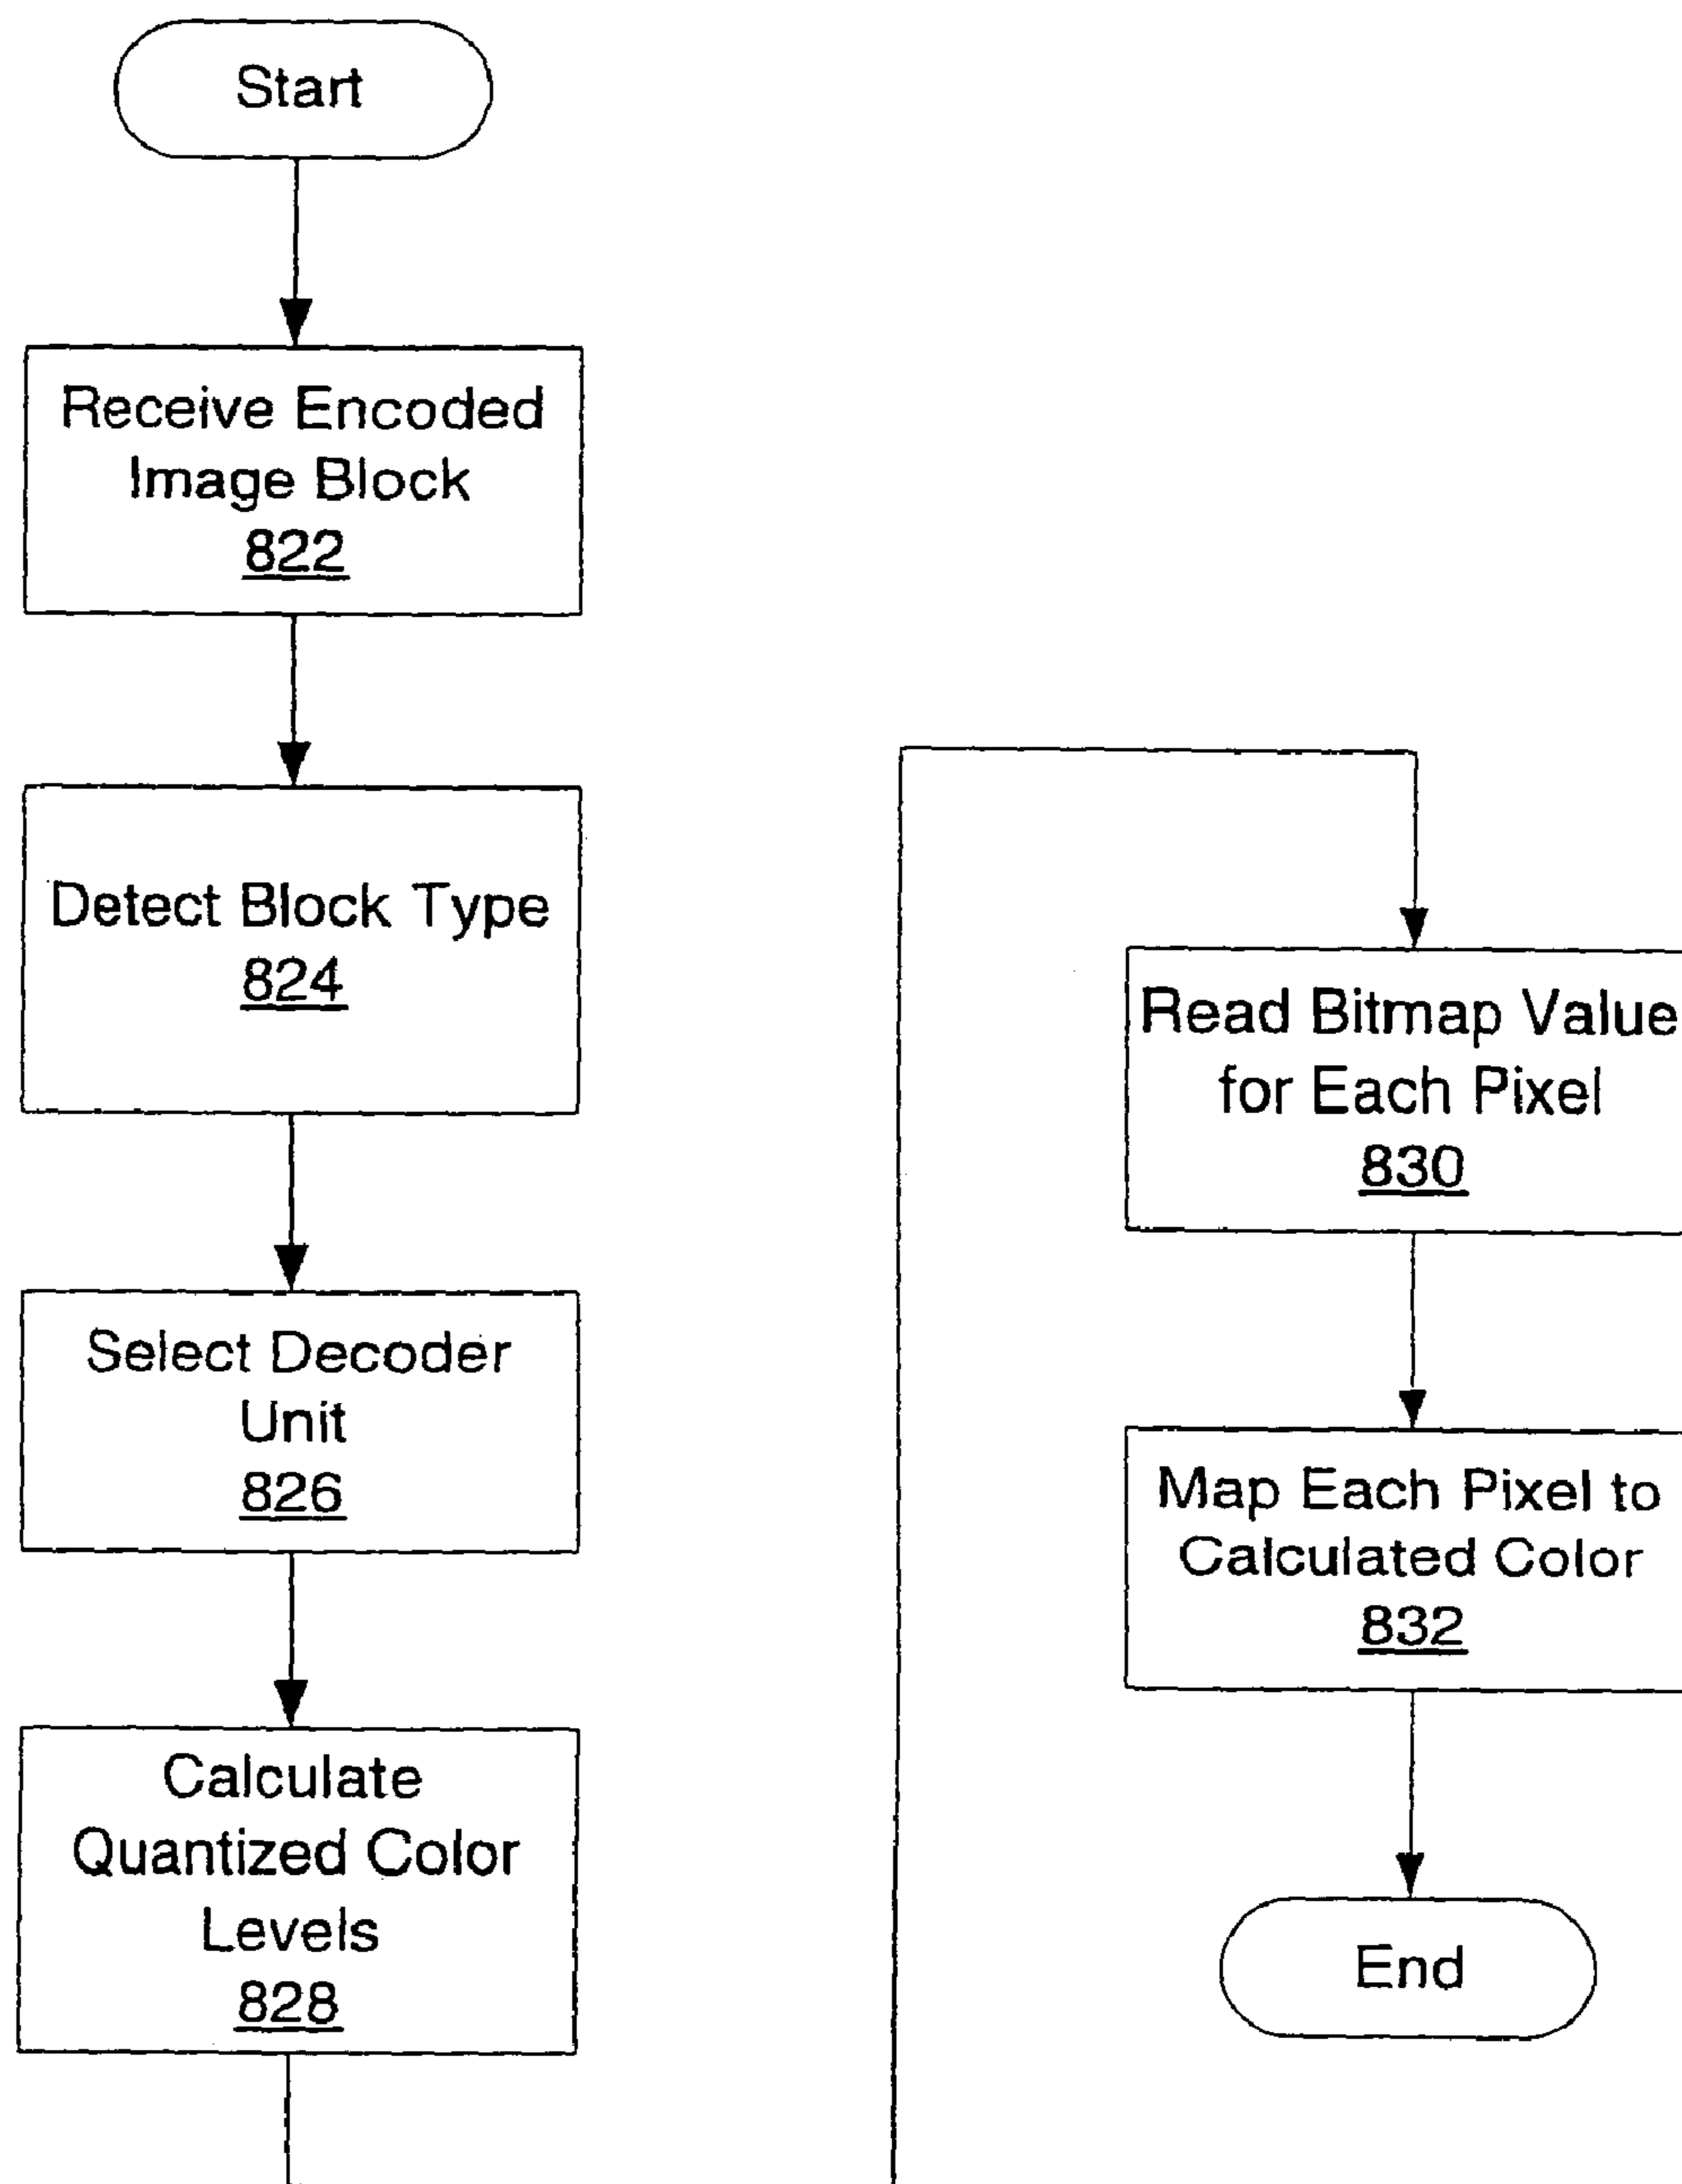 Start
Receive Encoded
Image Block
822
Detect Block Type
824
Select Decoder
Unit
826
Calculate
Quantized Color
Levels
828
Read Bitmap Value
for Each Pixel
830
Map Each Pixel to
Calculated Color
832
End